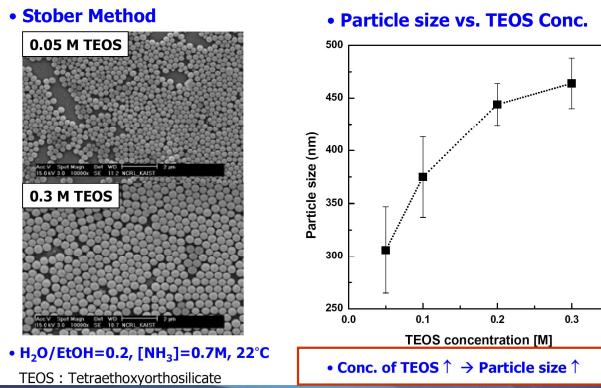 • Stober Method
0.05 M TEOS
Acc.V Spot Magn Det WD 2 μm
15.0 kV 3.0 10000x SE 11.2 NCRL_KAIST
0.3 M TEOS
Acc.V Spot Magn Det WD 2 μm
15.0 kV 3.0 10000x SE 10.7 NCRL_KAIST
• H₂O/EtOH=0.2, [NH₃]=0.7M, 22°C
TEOS : Tetraethoxyorthosilicate
• Particle size vs. TEOS Conc.
500
450
400
350
300
250
Particle size (nm)
0.0 0.1 0.2 0.3
TEOS concentration [M]
• Conc. of TEOS ↑ → Particle size ↑